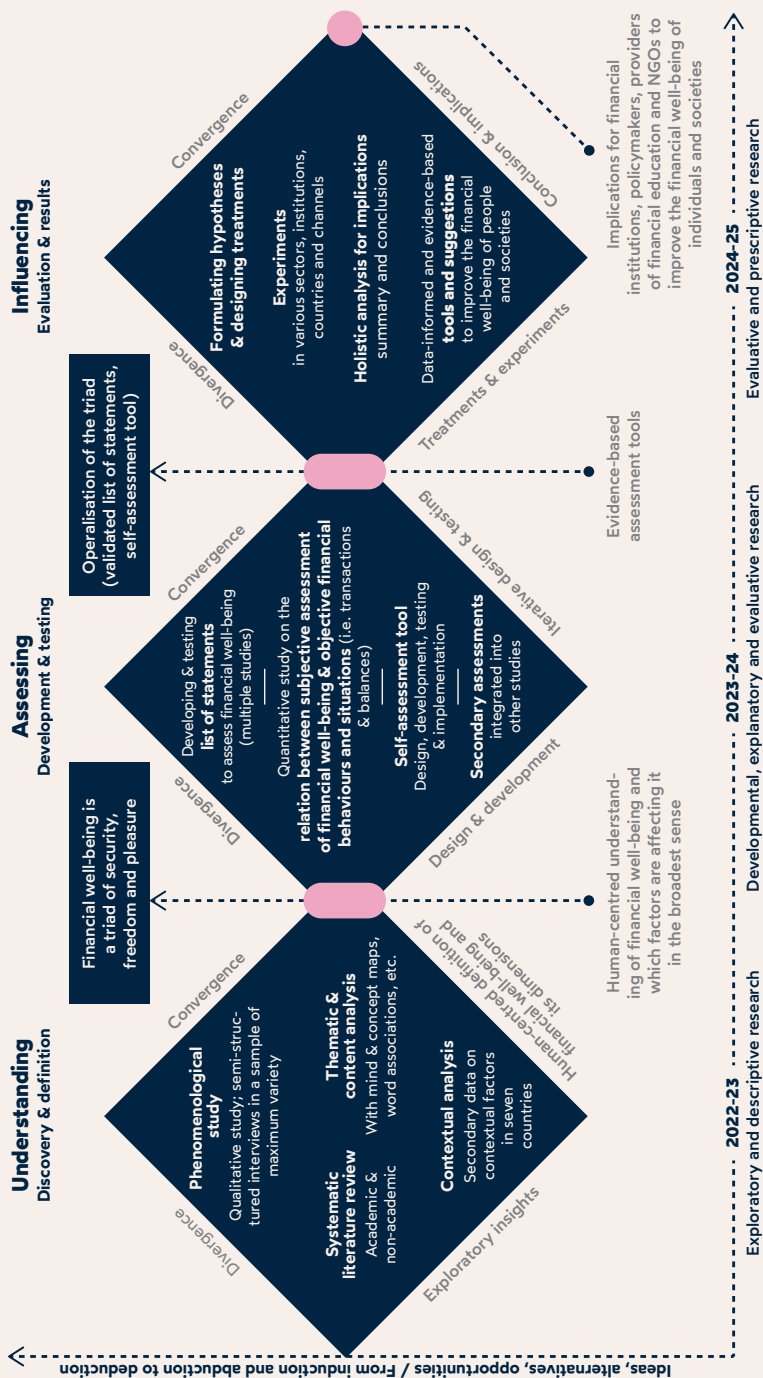 Understanding
Discovery & definition
Assessing
Development & testing
Influencing
Evaluation & results
Financial well-being is
a triad of security,
freedom and pleasure
Operalisation of the triad
(validated list of statements,
self-assessment tool)
Divergence
Convergence
Phenomenological
study
Qualitative study; semi-struc-
tured interviews in a sample of
maximum variety
Systematic
literature review
Academic &
non-academic
Thematic &
content analysis
With mind & concept maps,
word associations, etc.
Contextual analysis
Secondary data on
contextual factors
in seven
countries
Exploratory insights
Human-centred definition of
financial well-being and
its dimensions
Divergence
Convergence
Developing & testing
list of statements
to assess financial well-being
(multiple studies)
Quantitative study on the
relation between subjective assessment
of financial well-being & objective financial
behaviours and situations (i.e. transactions
& balances)
Self-assessment tool
Design, development, testing
& implementation
Secondary assessments
integrated into
other studies
Design & development
Iterative design & testing
Divergence
Convergence
Formulating hypotheses
& designing treatments
Experiments
in various sectors, institutions,
countries and channels
Holistic analysis for implications
summary and conclusions
Data-informed and evidence-based
tools and suggestions
to improve the financial
well-being of people
and societies
Treatments & experiments
Conclusion & implications
Human-centred understand-
ing of financial well-being and
which factors are affecting it
in the broadest sense
Evidence-based
assessment tools
Implications for financial
institutions, policymakers, providers
of financial education and NGOs to
improve the financial well-being of
individuals and societies
2022-23
2023-24
2024-25
Exploratory and descriptive research
Developmental, explanary and evaluative research
Evaluative and prescriptive research
Ideas, alternatives, opportunities / From induction and abduction to deduction